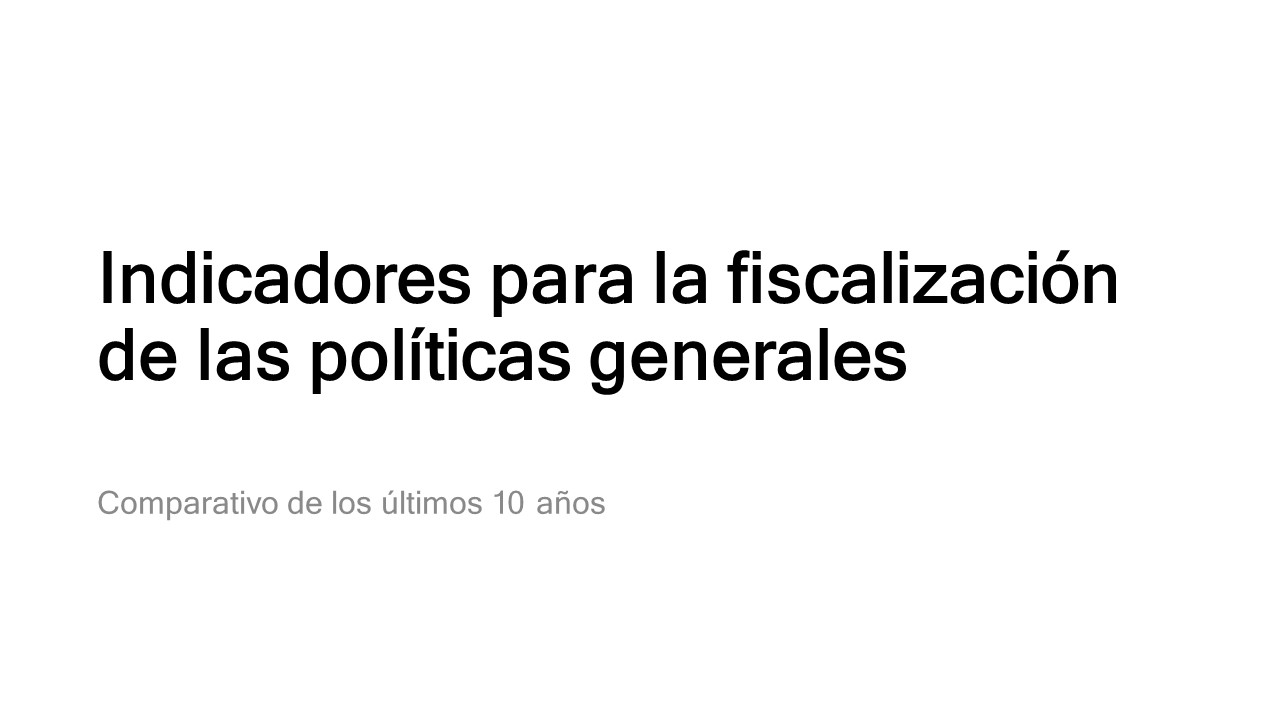 Indicadores para la fiscalización
de las políticas generales
Comparativo de los últimos 10 años